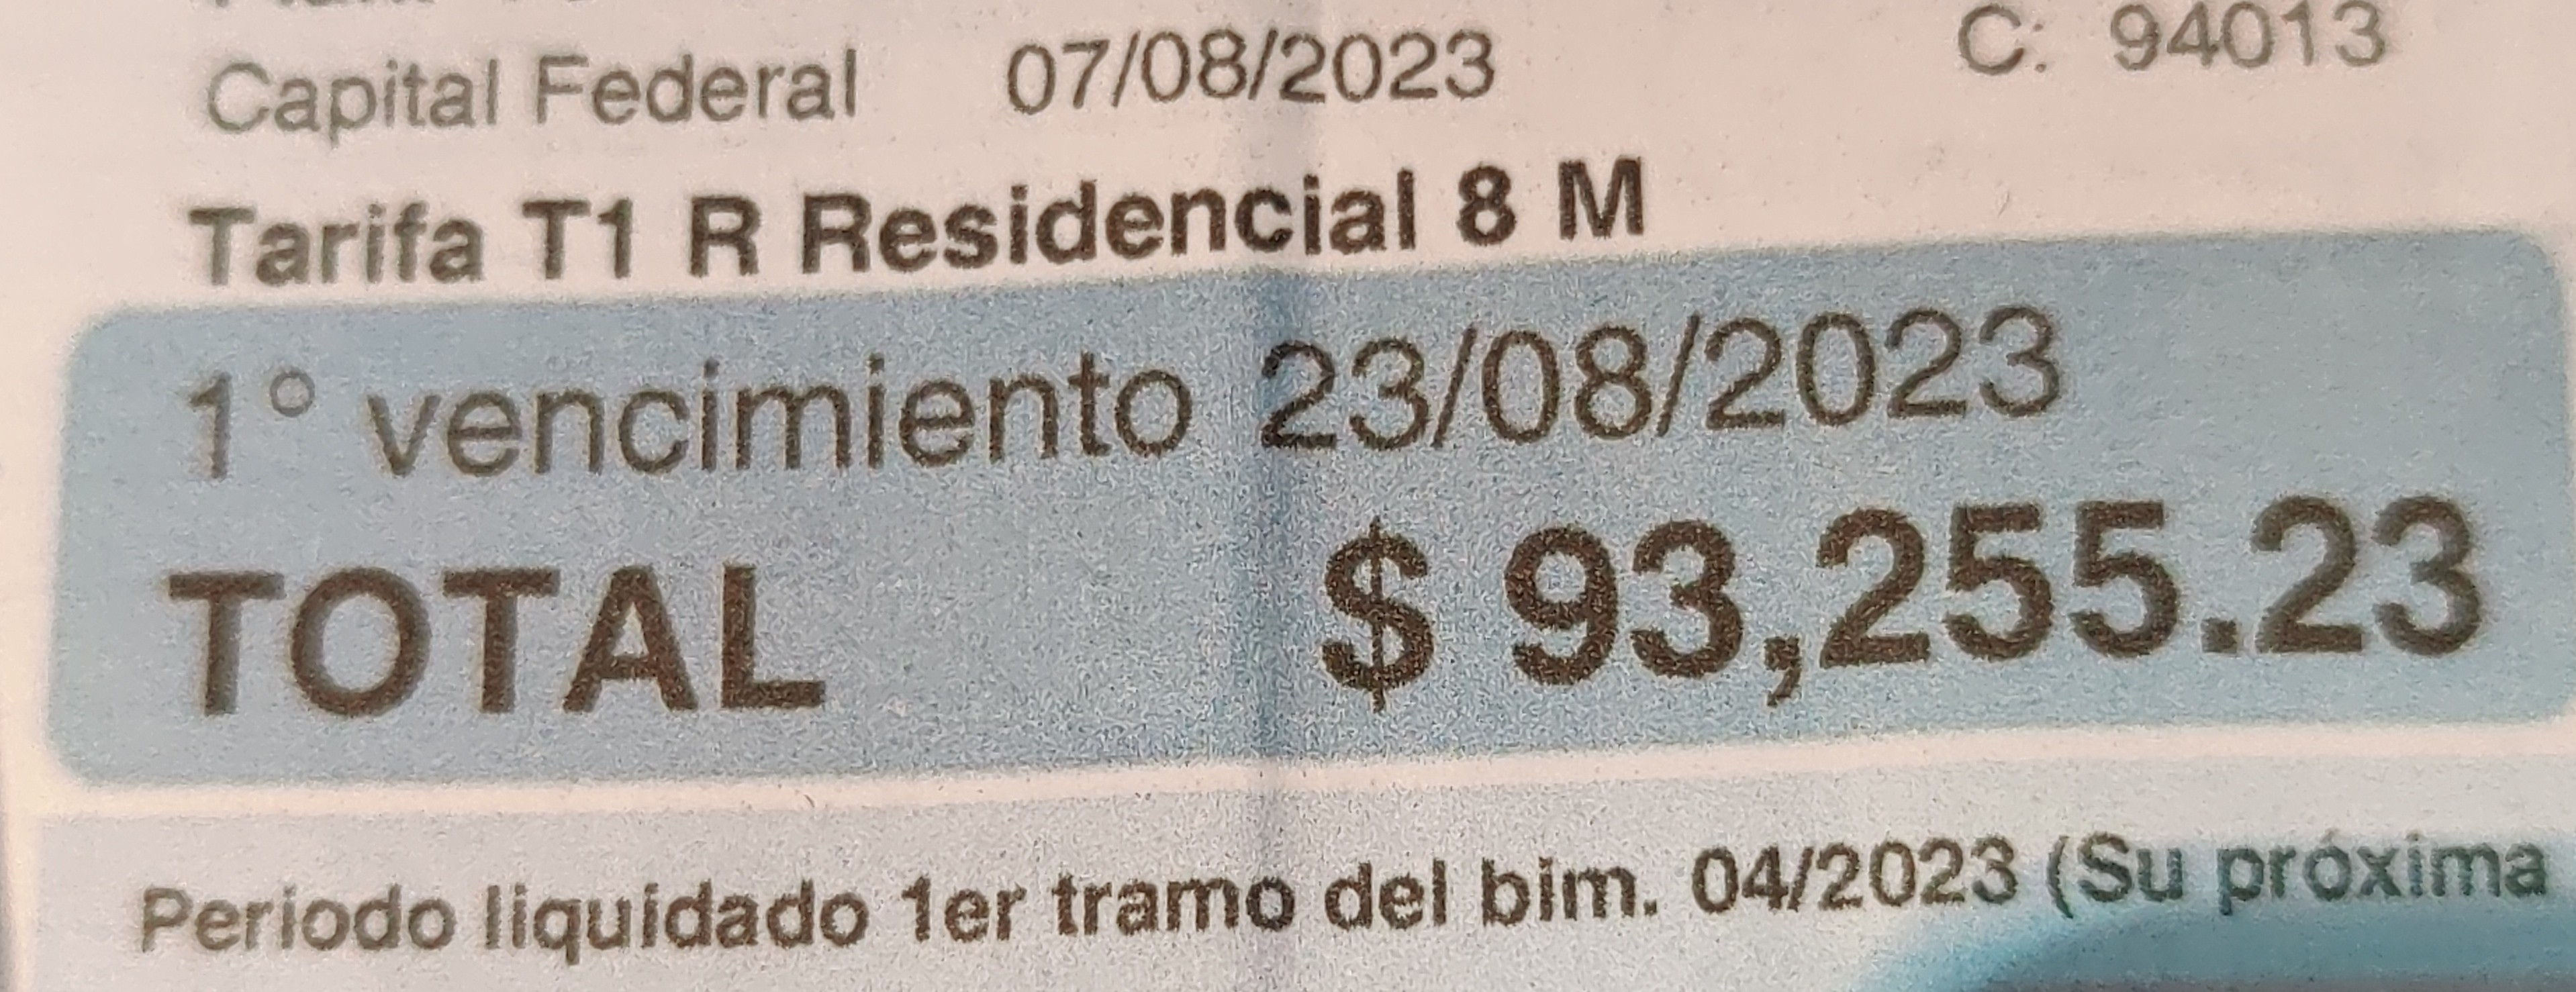 Capital Federal 07/08/2023 C: 94013
Tarifa T1 R Residencial 8 M
1° vencimiento 23/08/2023
TOTAL $ 93,255.23
Periodo liquidado 1er tramo del bim. 04/2023 (Su próxima